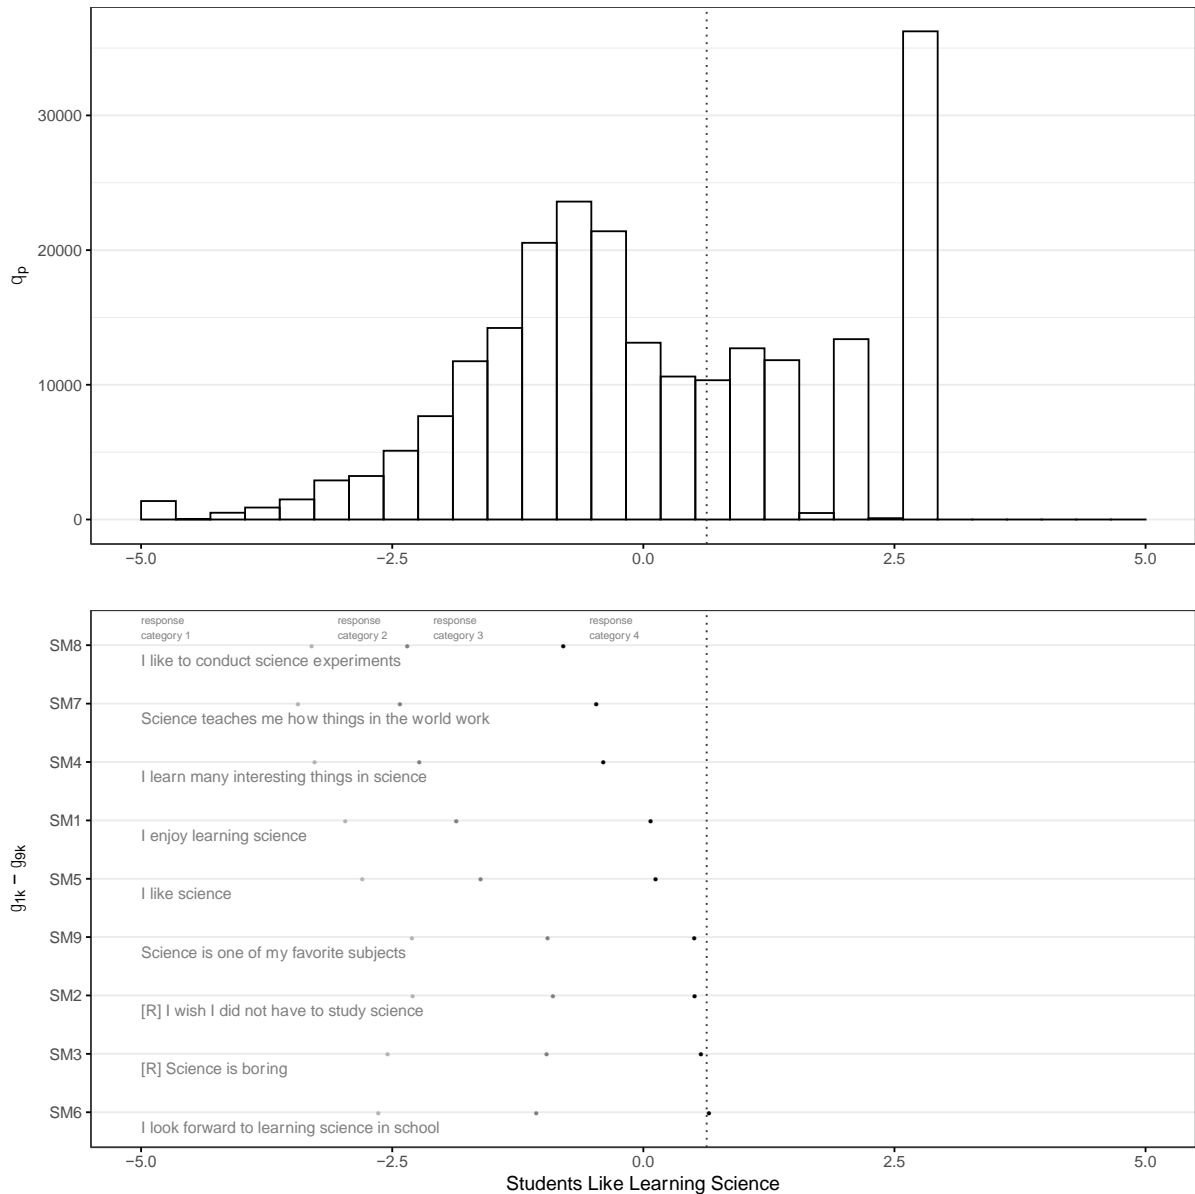 30000
20000
10000
0
qp
−5.0 −2.5 0.0 2.5 5.0
response response response response
category 1 category 2 category 3 category 4
SM8
I like to conduct science experiments
SM7
Science teaches me how things in the world work
SM4
I learn many interesting things in science
SM1
I enjoy learning science
SM5
I like science
SM9
Science is one of my favorite subjects
SM2
[R] I wish I did not have to study science
SM3
[R] Science is boring
SM6
I look forward to learning science in school
g1k − g9k
−5.0 −2.5 0.0 2.5 5.0
Students Like Learning Science